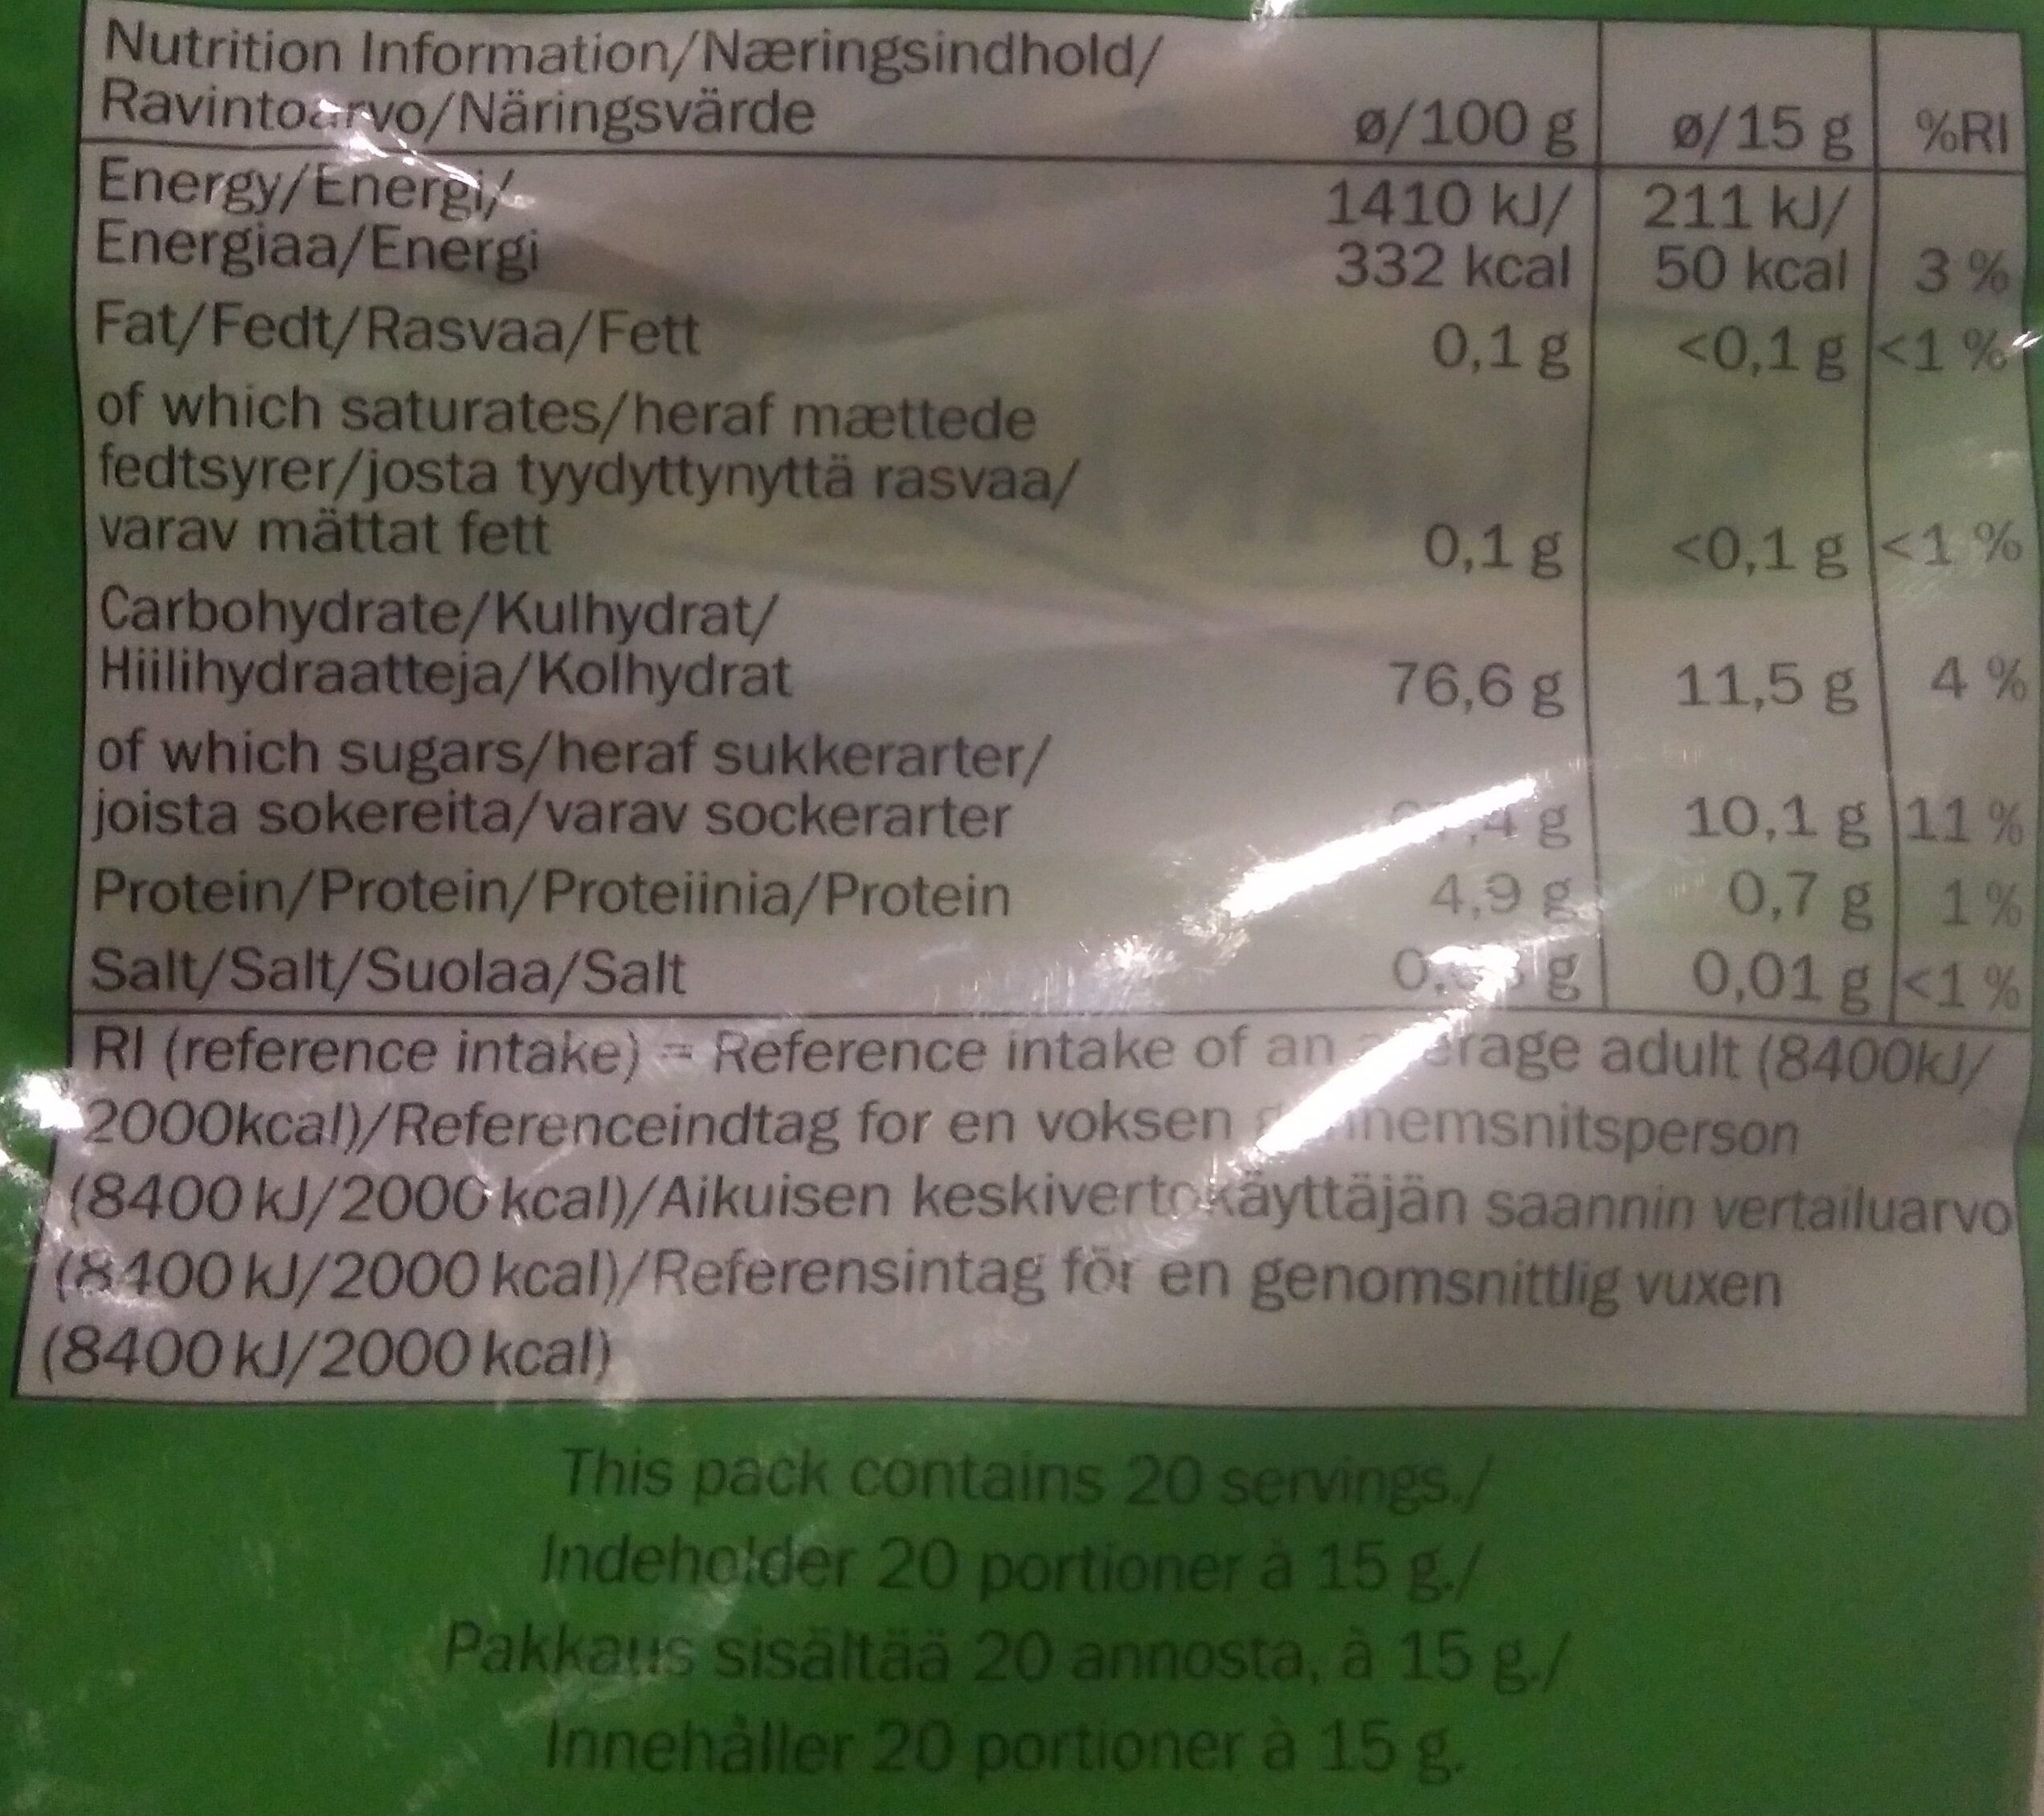 Nutrition Information/Næringsindhold/
Ravintoarvo/Näringsvärde ø/100 g ø/15 g %RI
Energy/Energi/ 1410 kJ/ 211 kJ/
Energiaa/Energi 332 kcal 50 kcal 3 %
Fat/Fedt/Rasvaa/Fett 0,1 g <0,1 g <1 %
of which saturates/heraf mættede
fedtsyrer/josta tyydyttynyttä rasvaa/
varav mättat fett 0,1 g <0,1 g <1 %
Carbohydrate/Kulhydrat/
Hiilihydraatteja/Kolhydrat 76,6 g 11,5 g 4 %
of which sugars/heraf sukkerarter/
joista sokereita/varav sockerarter g 10,1 g 11 %
Protein/Protein/Proteiinia/Protein 4,9 g 0,7 g 1 %
Salt/Salt/Suolaa/Salt g 0,01 g <1 %
RI (reference intake) = Reference intake of an average adult (8400kJ/
2000kcal)/Referenceindtag for en voksen gennemsnitsperson
(8400 kJ/2000 kcal)/Aikuisen keskivertokäyttäjän saannin vertailuarvo
(8400 kJ/2000 kcal)/Referensintag för en genomsnittlig vuxen
(8400 kJ/2000 kcal)
This pack contains 20 servings./
Indeholder 20 portioner à 15 g./
Pakkaus sisältää 20 annosta, à 15 g./
Innehåller 20 portioner à 15 g.